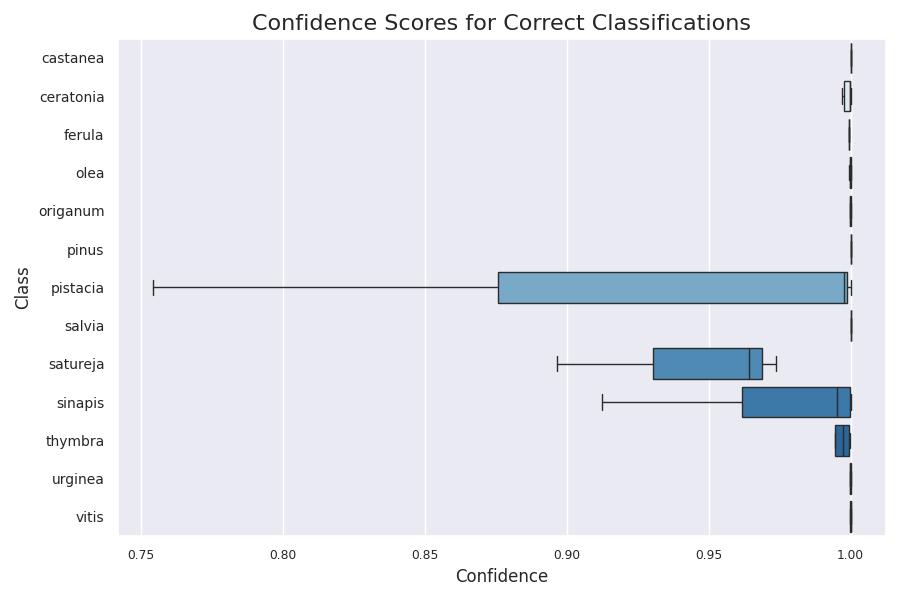 Confidence Scores for Correct Classifications
castanea
ceratonia
ferula
olea
origanum
pinus
pistacia
salvia
satureja
sinapis
thymbra
urginea
vitis
Class
0.75 0.80 0.85 0.90 0.95 1.00
Confidence